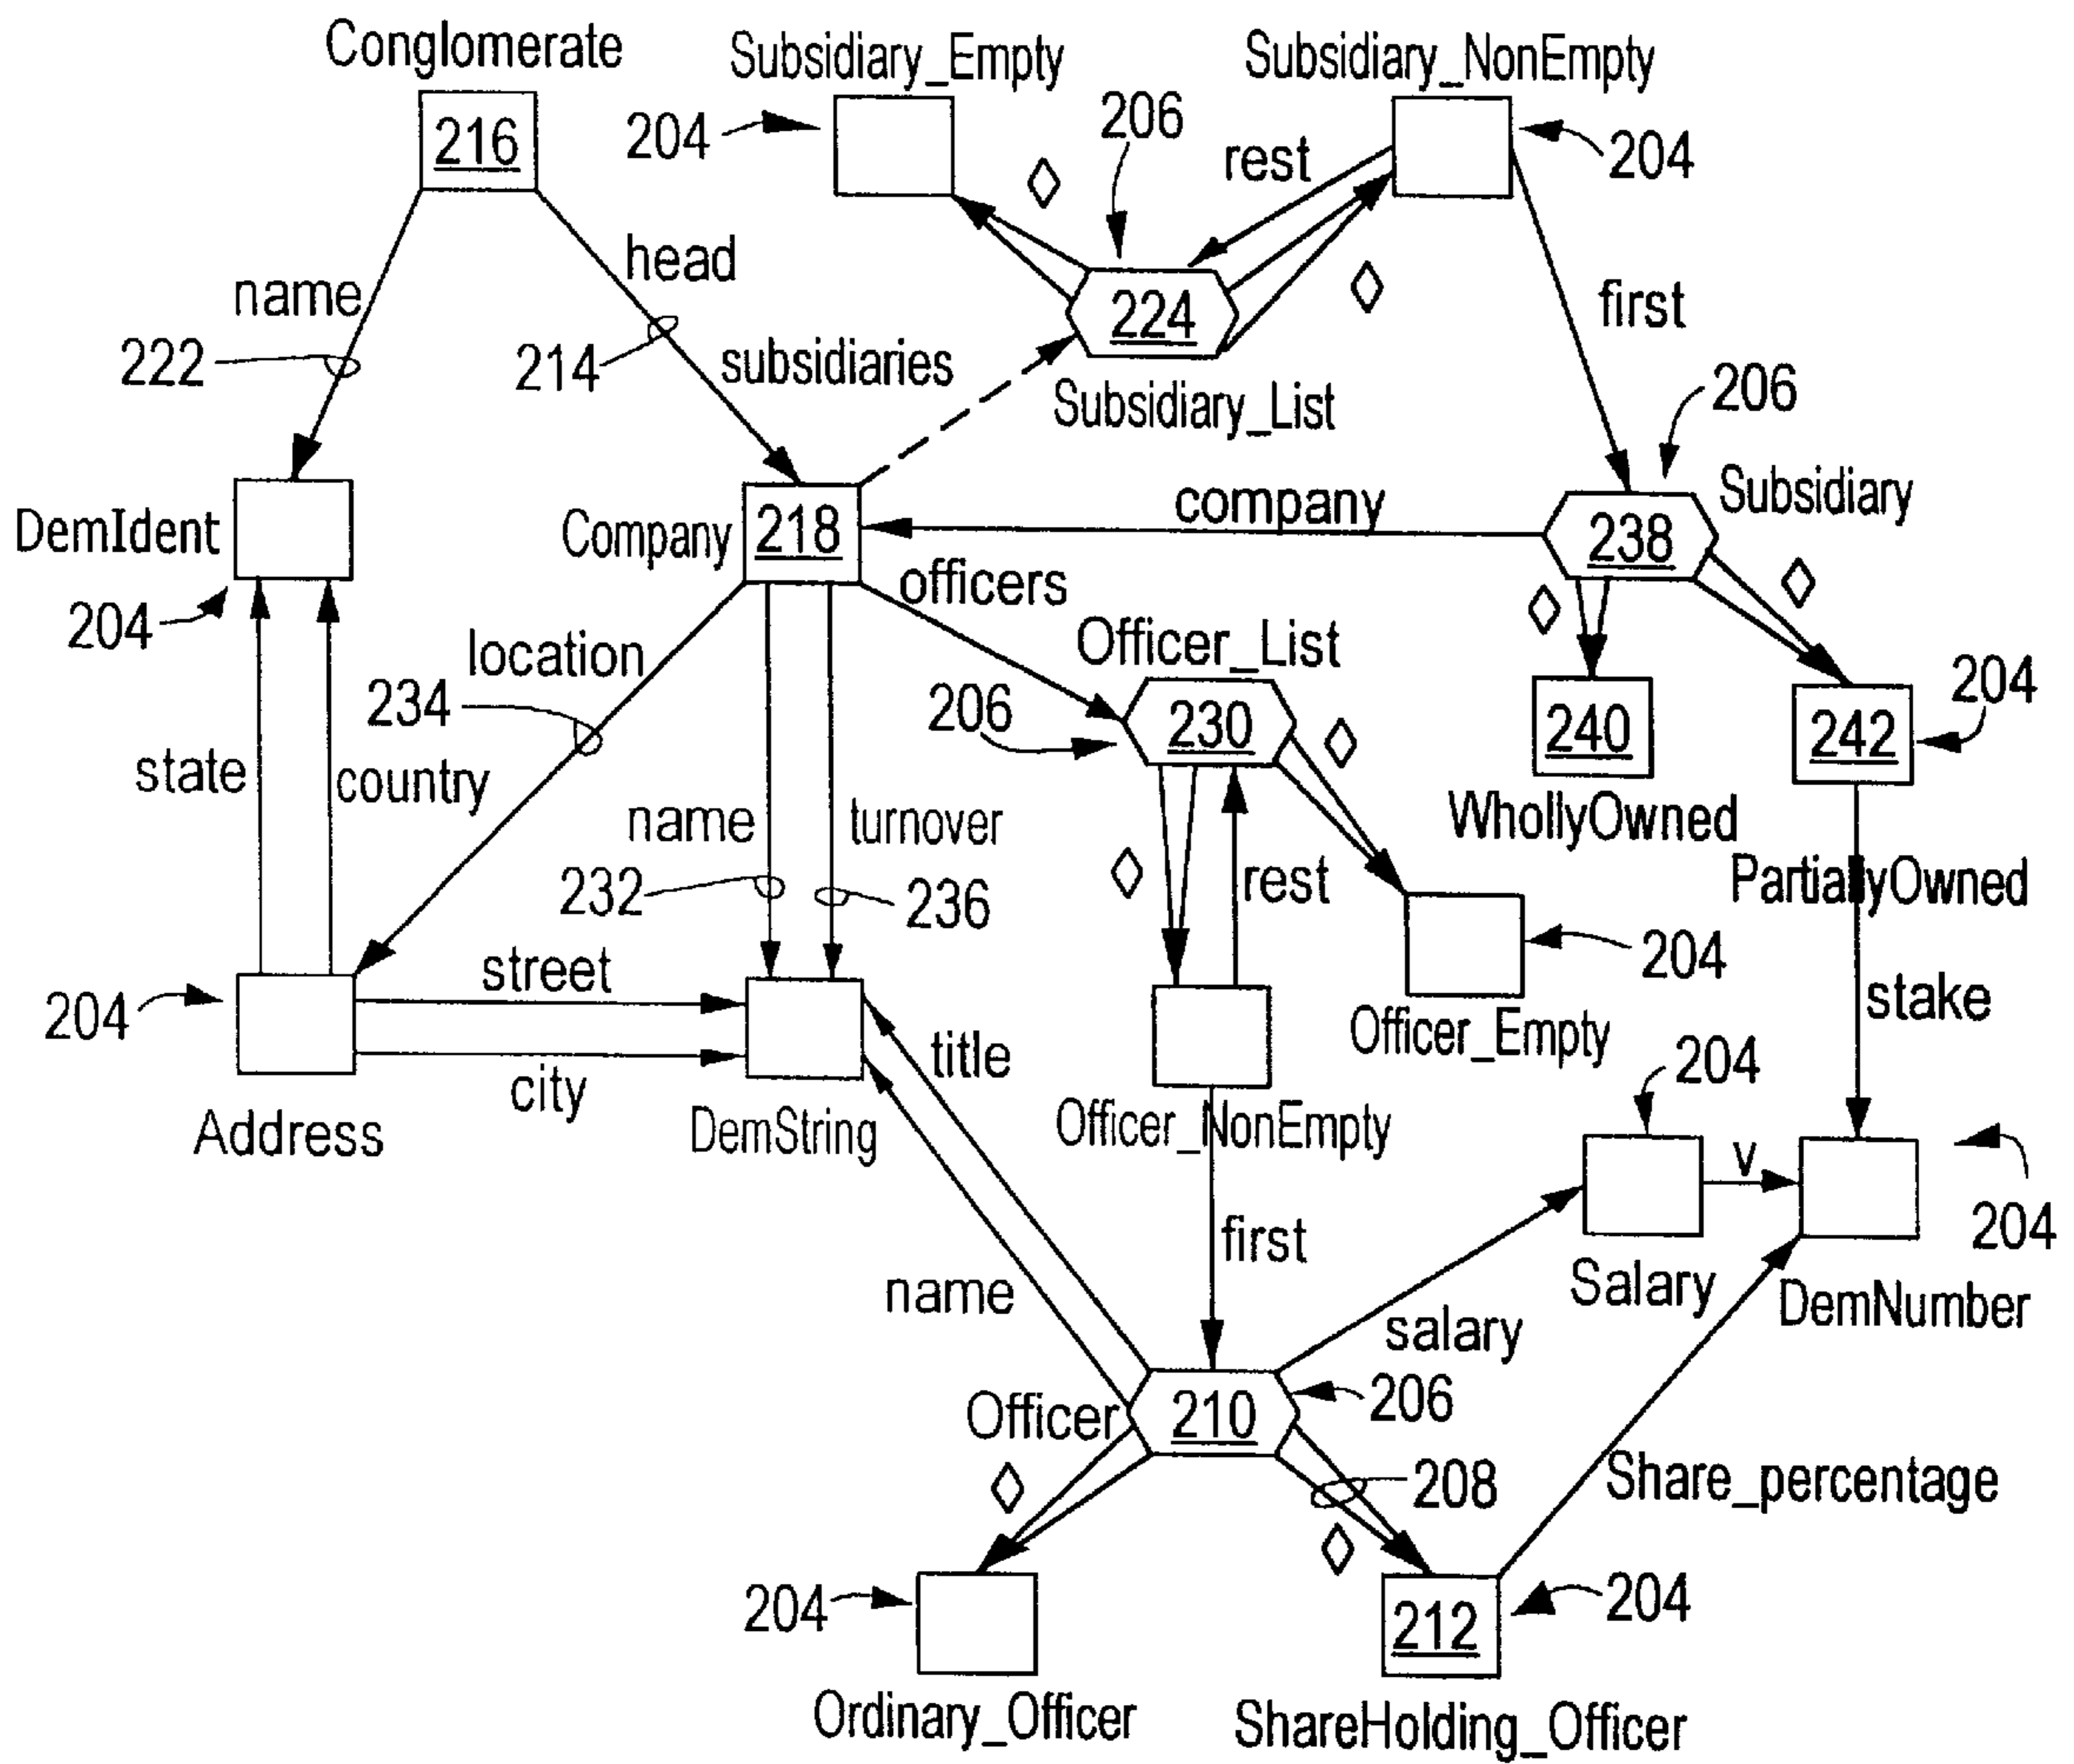 Conglomerate
Subsidiary_Empty
Subsidiary_NonEmpty
216
204
206
rest
204
head
name
224
first
222
214
subsidiaries
Subsidiary_List
206
Subsidiary
DemIdent
Company
218
company
238
officers
204
location
Officer_List
234
206
230
240
242
204
state
country
name
turnover
WhollyOwned
232
236
rest
PartiallyOwned
204
street
204
stake
title
Officer_Empty
city
204
Address
DemString
Officer_NonEmpty
v
204
first
name
salary
Salary
DemNumber
Officer
210
206
208
Share_percentage
204
212
204
Ordinary_Officer
ShareHolding_Officer